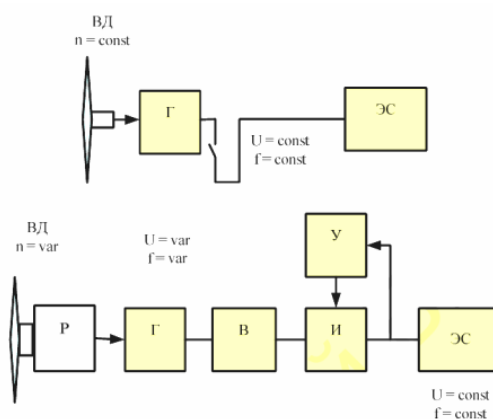 ВД
n = const
Г
ЭС
U = const
f = const
ВД
n = var
U = var
f = var
У
Р
Г
В
И
ЭС
U = const
f = const